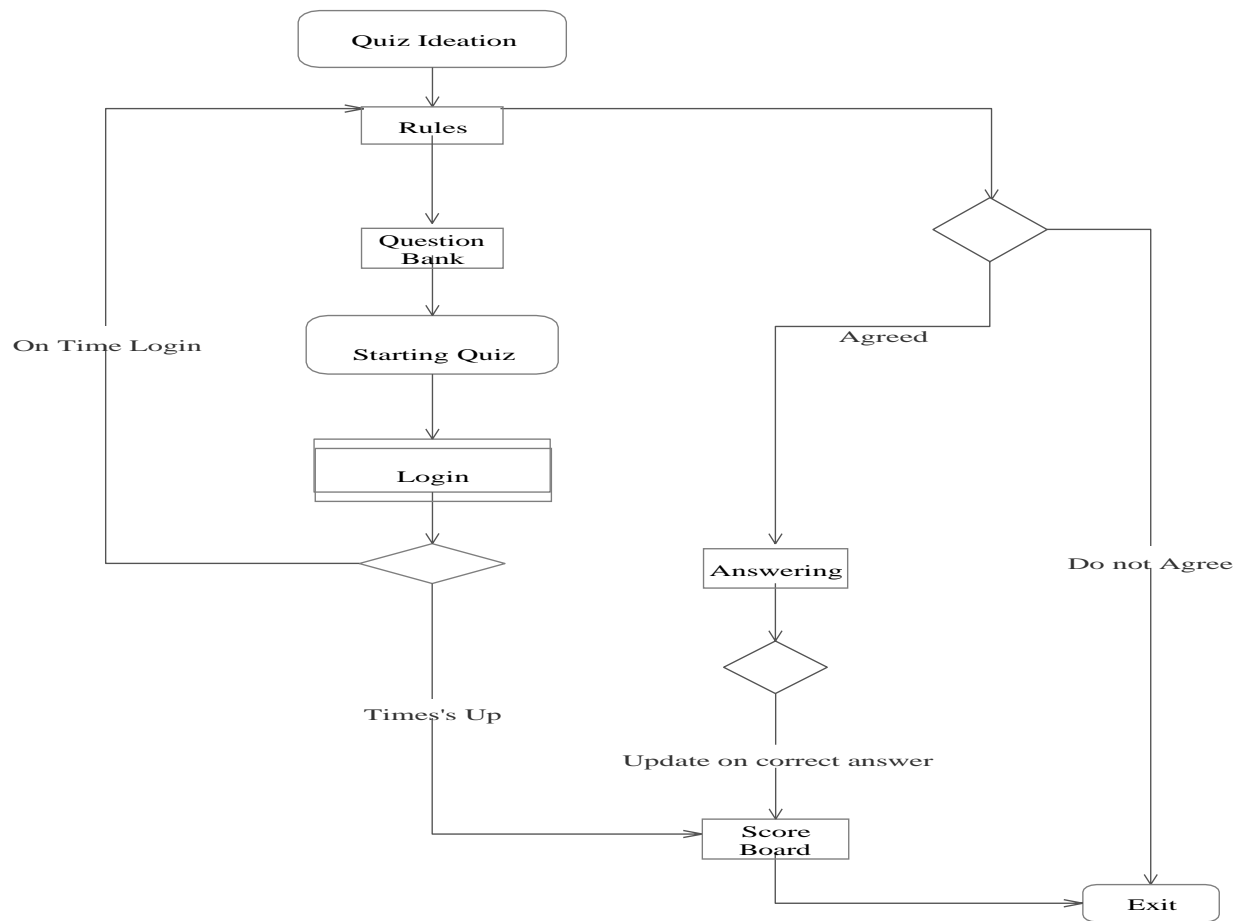 Quiz Ideation
Rules
Question
Bank
On Time Login
Agreed
Starting Quiz
Login
Answering
Do not Agree
Times's Up
Update on correct answer
Score
Board
Exit